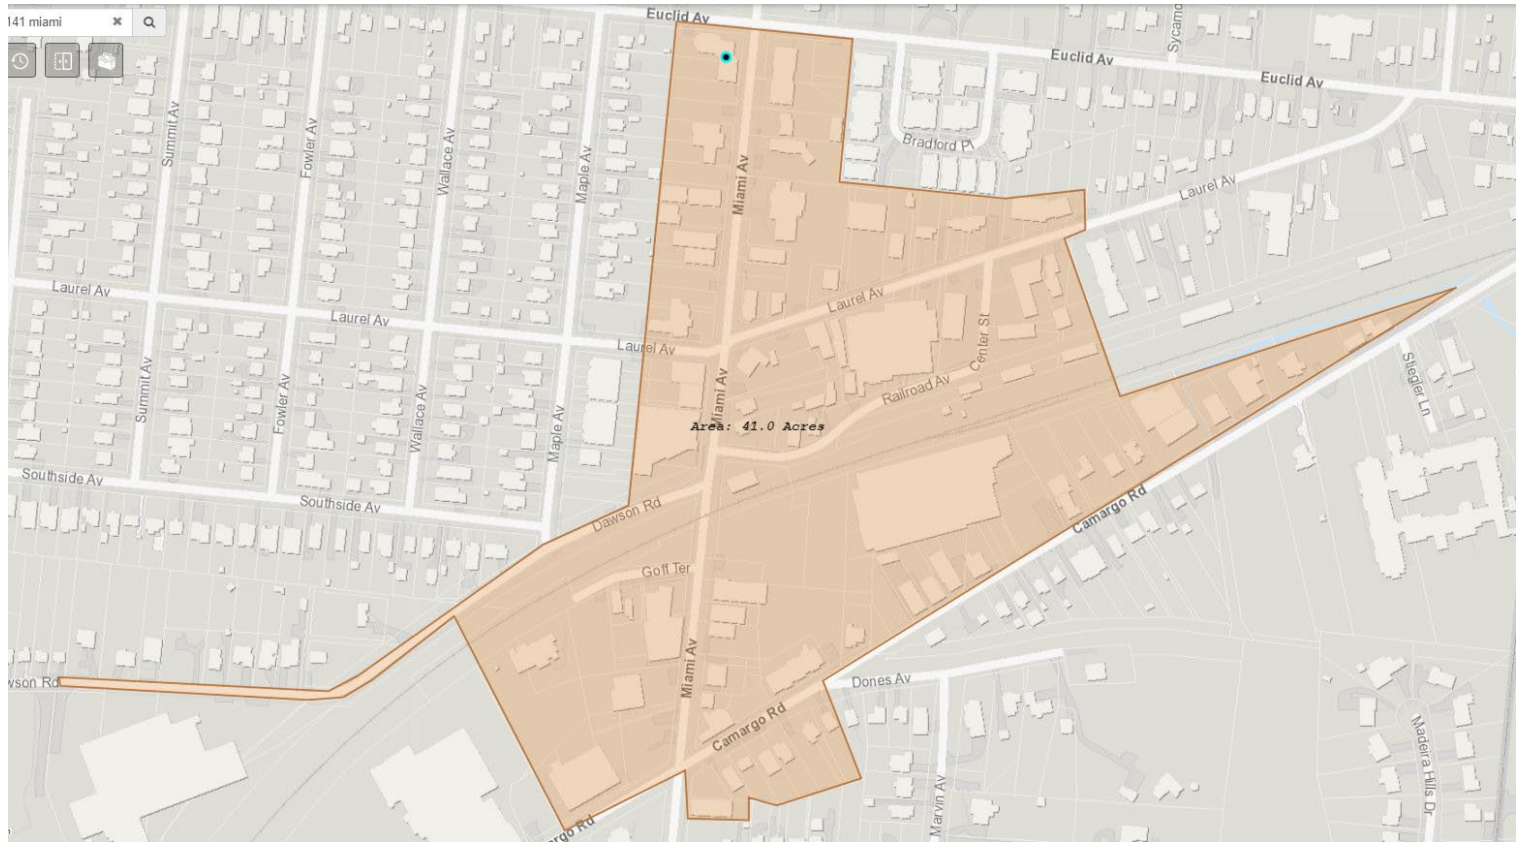 141 miami
Euclid Av
Sycamo
Euclid Av
Euclid Av
Summit Av
Fowler Av
Wallace Av
Maple Av
Miami Av
Bradford Pl
Laurel Av
Laurel Av
Laurel Av
Laurel Av
Laurel Av
Center St
Stiegler Ln
Summit Av
Fowler Av
Wallace Av
Maple Av
Miami Av
Railroad Av
Area: 41.0 Acres
Southside Av
Southside Av
Dawson Rd
Camargo Rd
Goff Ter
wson Rd
Miami Av
Dones Av
Camargo Rd
Marvin Av
Madeira Hills Dr
rgo Rd